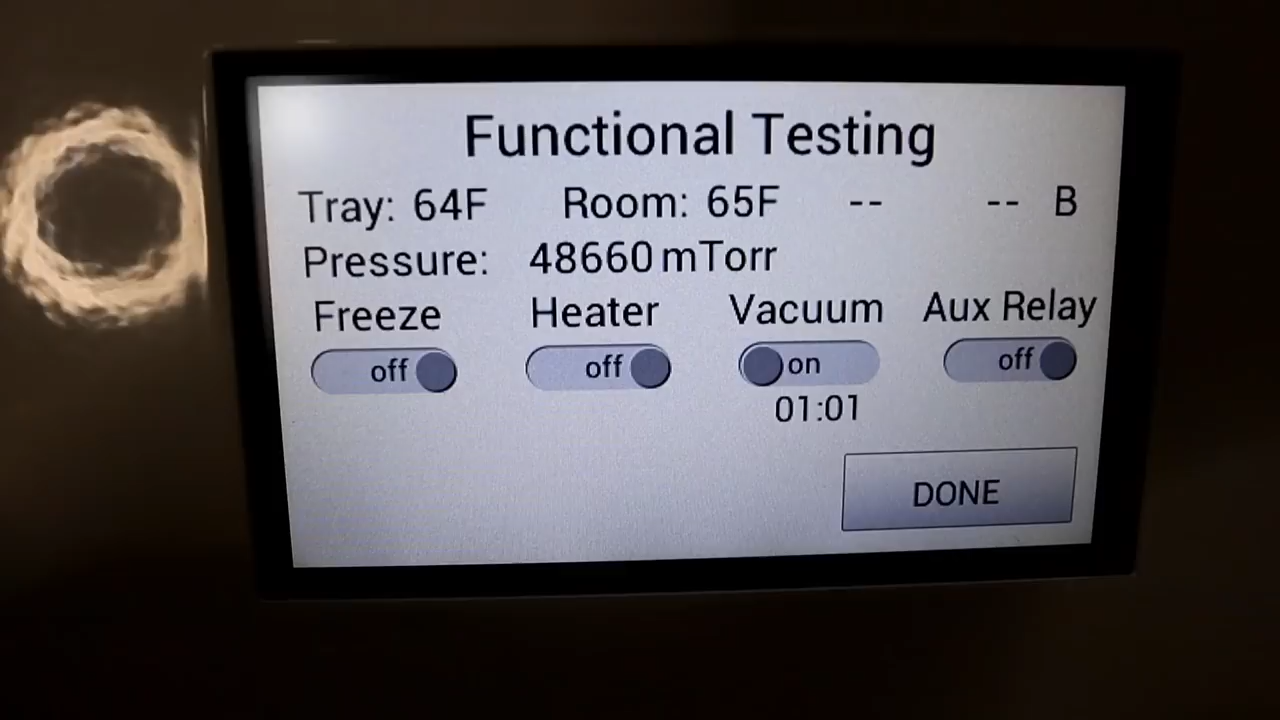 Functional Testing
Tray: 64F Room: 65F -- -- B
Pressure: 48660 mTorr
Freeze Heater Vacuum Aux Relay
off off on off
01:01
DONE